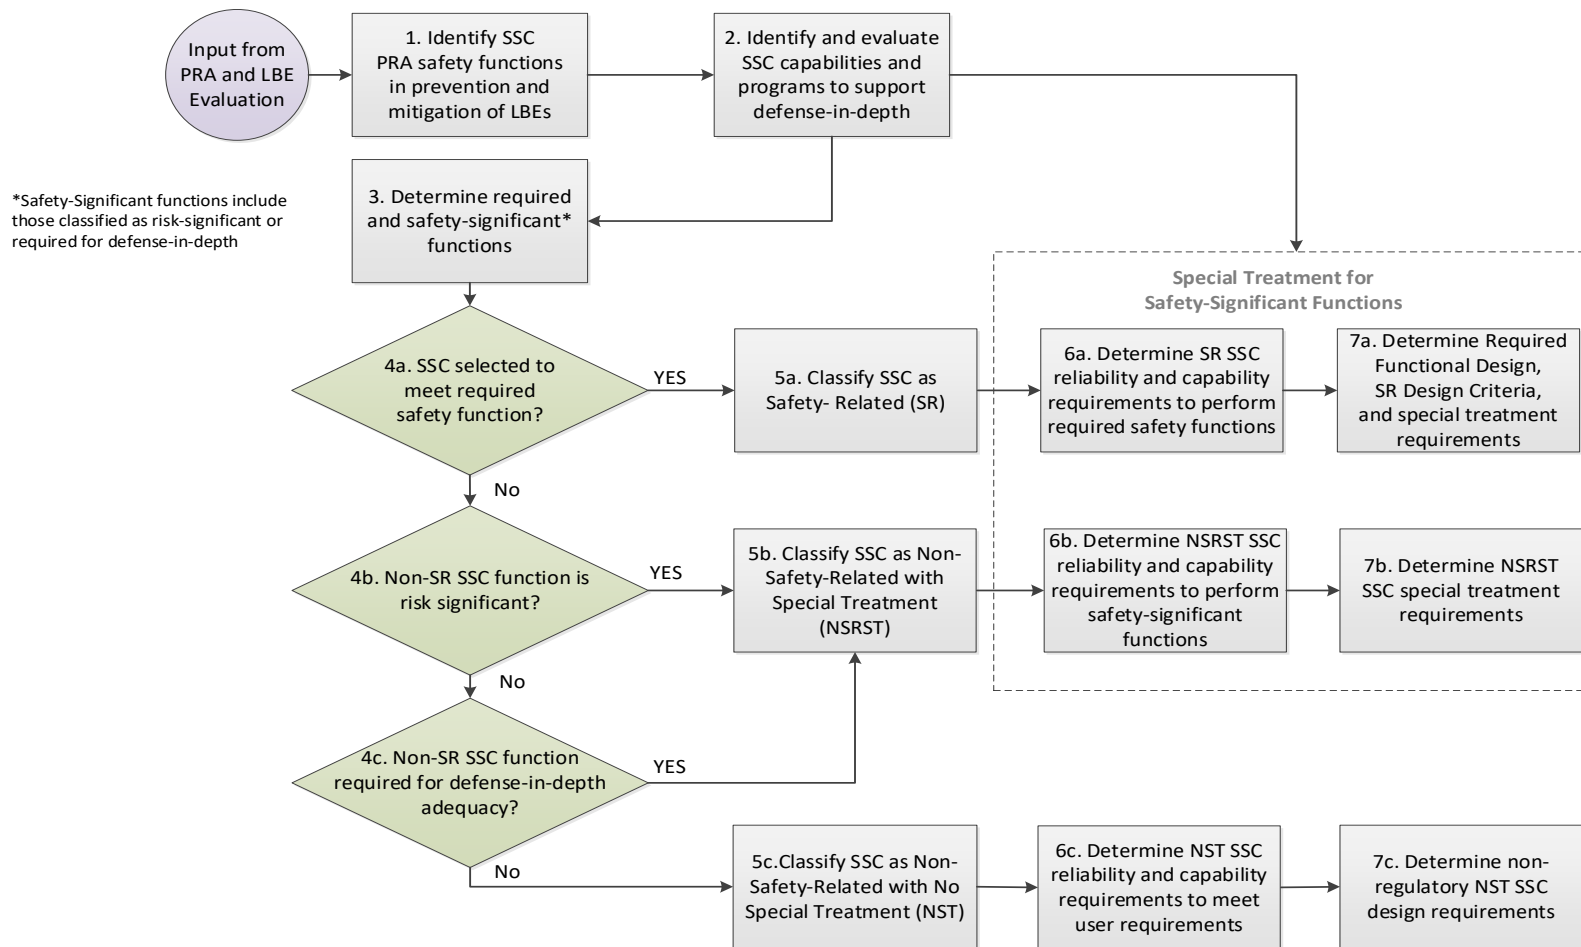 Input from
PRA and LBE
Evaluation
1. Identify SSC
PRA safety functions
in prevention and
mitigation of LBEs
2. Identify and evaluate
SSC capabilities and
programs to support
defense-in-depth
*Safety-Significant functions include
those classified as risk-significant or
required for defense-in-depth
3. Determine required
and safety-significant*
functions
Special Treatment for
Safety-Significant Functions
4a. SSC selected to
meet required
safety function?
YES
5a. Classify SSC as
Safety- Related (SR)
6a. Determine SR SSC
reliability and capability
requirements to perform
required safety functions
7a. Determine Required
Functional Design,
SR Design Criteria,
and special treatment
requirements
No
4b. Non-SR SSC function is
risk significant?
YES
5b. Classify SSC as Non-
Safety-Related with
Special Treatment
(NSRST)
6b. Determine NSRST SSC
reliability and capability
requirements to perform
safety-significant
functions
7b. Determine NSRST
SSC special treatment
requirements
No
4c. Non-SR SSC function
required for defense-in-depth
adequacy?
YES
No
5c.Classify SSC as Non-
Safety-Related with No
Special Treatment (NST)
6c. Determine NST SSC
reliability and capability
requirements to meet
user requirements
7c. Determine non-
regulatory NST SSC
design requirements